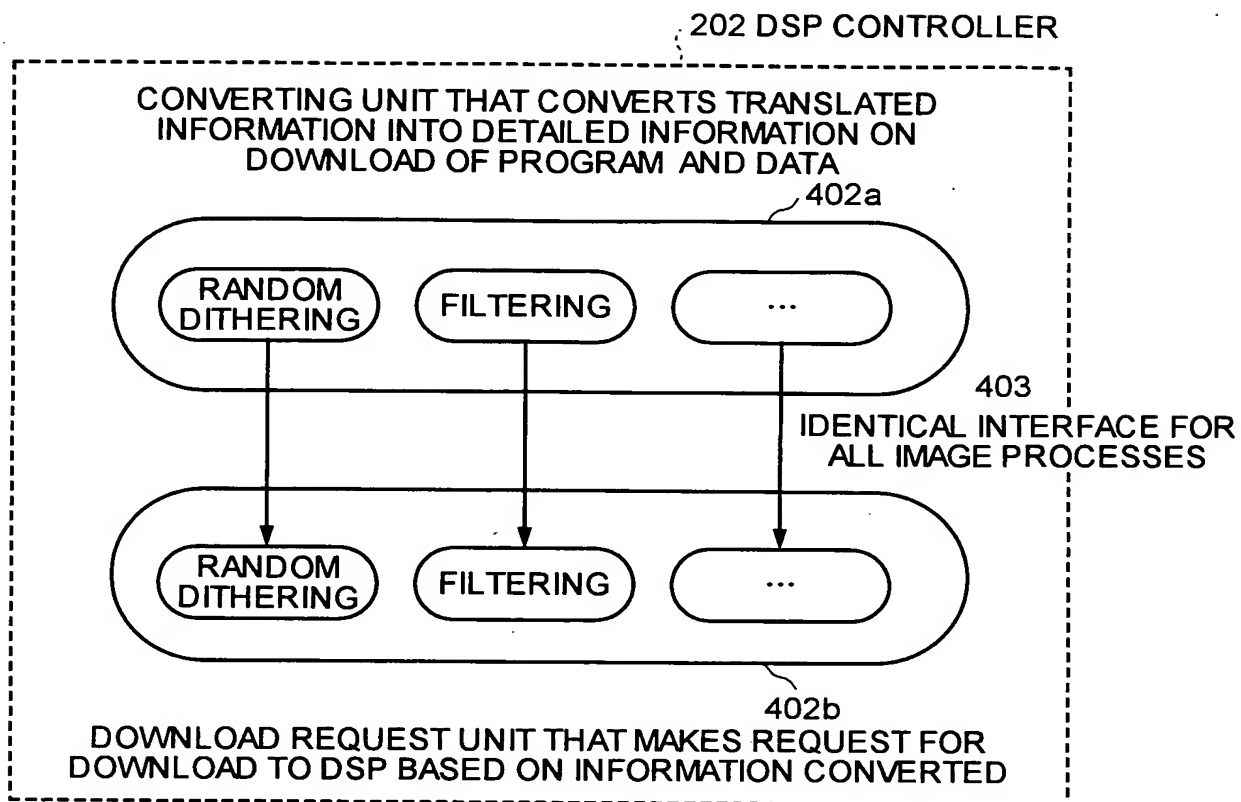 202 DSP CONTROLLER
CONVERTING UNIT THAT CONVERTS TRANSLATED
INFORMATION INTO DETAILED INFORMATION ON
DOWNLOAD OF PROGRAM AND DATA
402a
RANDOM
DITHERING
FILTERING
...
403
IDENTICAL INTERFACE FOR
ALL IMAGE PROCESSES
RANDOM
DITHERING
FILTERING
...
402b
DOWNLOAD REQUEST UNIT THAT MAKES REQUEST FOR
DOWNLOAD TO DSP BASED ON INFORMATION CONVERTED